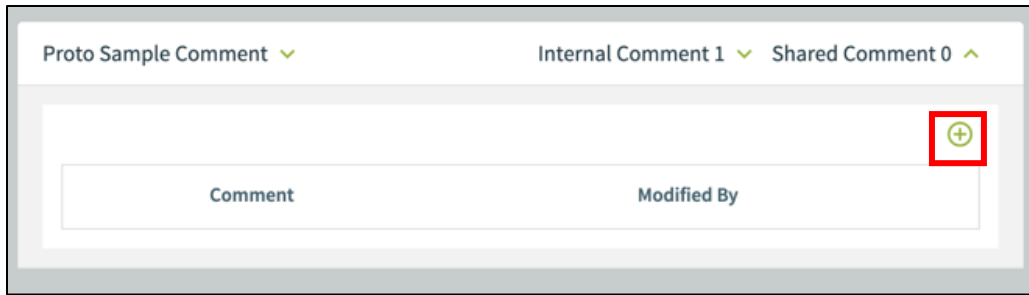 Proto Sample Comment Internal Comment 1 Shared Comment 0
Comment Modified By